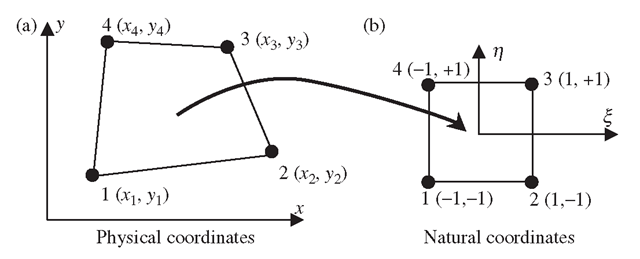 (a)
y
4 (x4, y4)
3 (x3, y3)
2 (x2, y2)
1 (x1, y1)
x
Physical coordinates
(b)
η
4 (−1, +1)
3 (1, +1)
ξ
1 (−1,−1)
2 (1,−1)
Natural coordinates